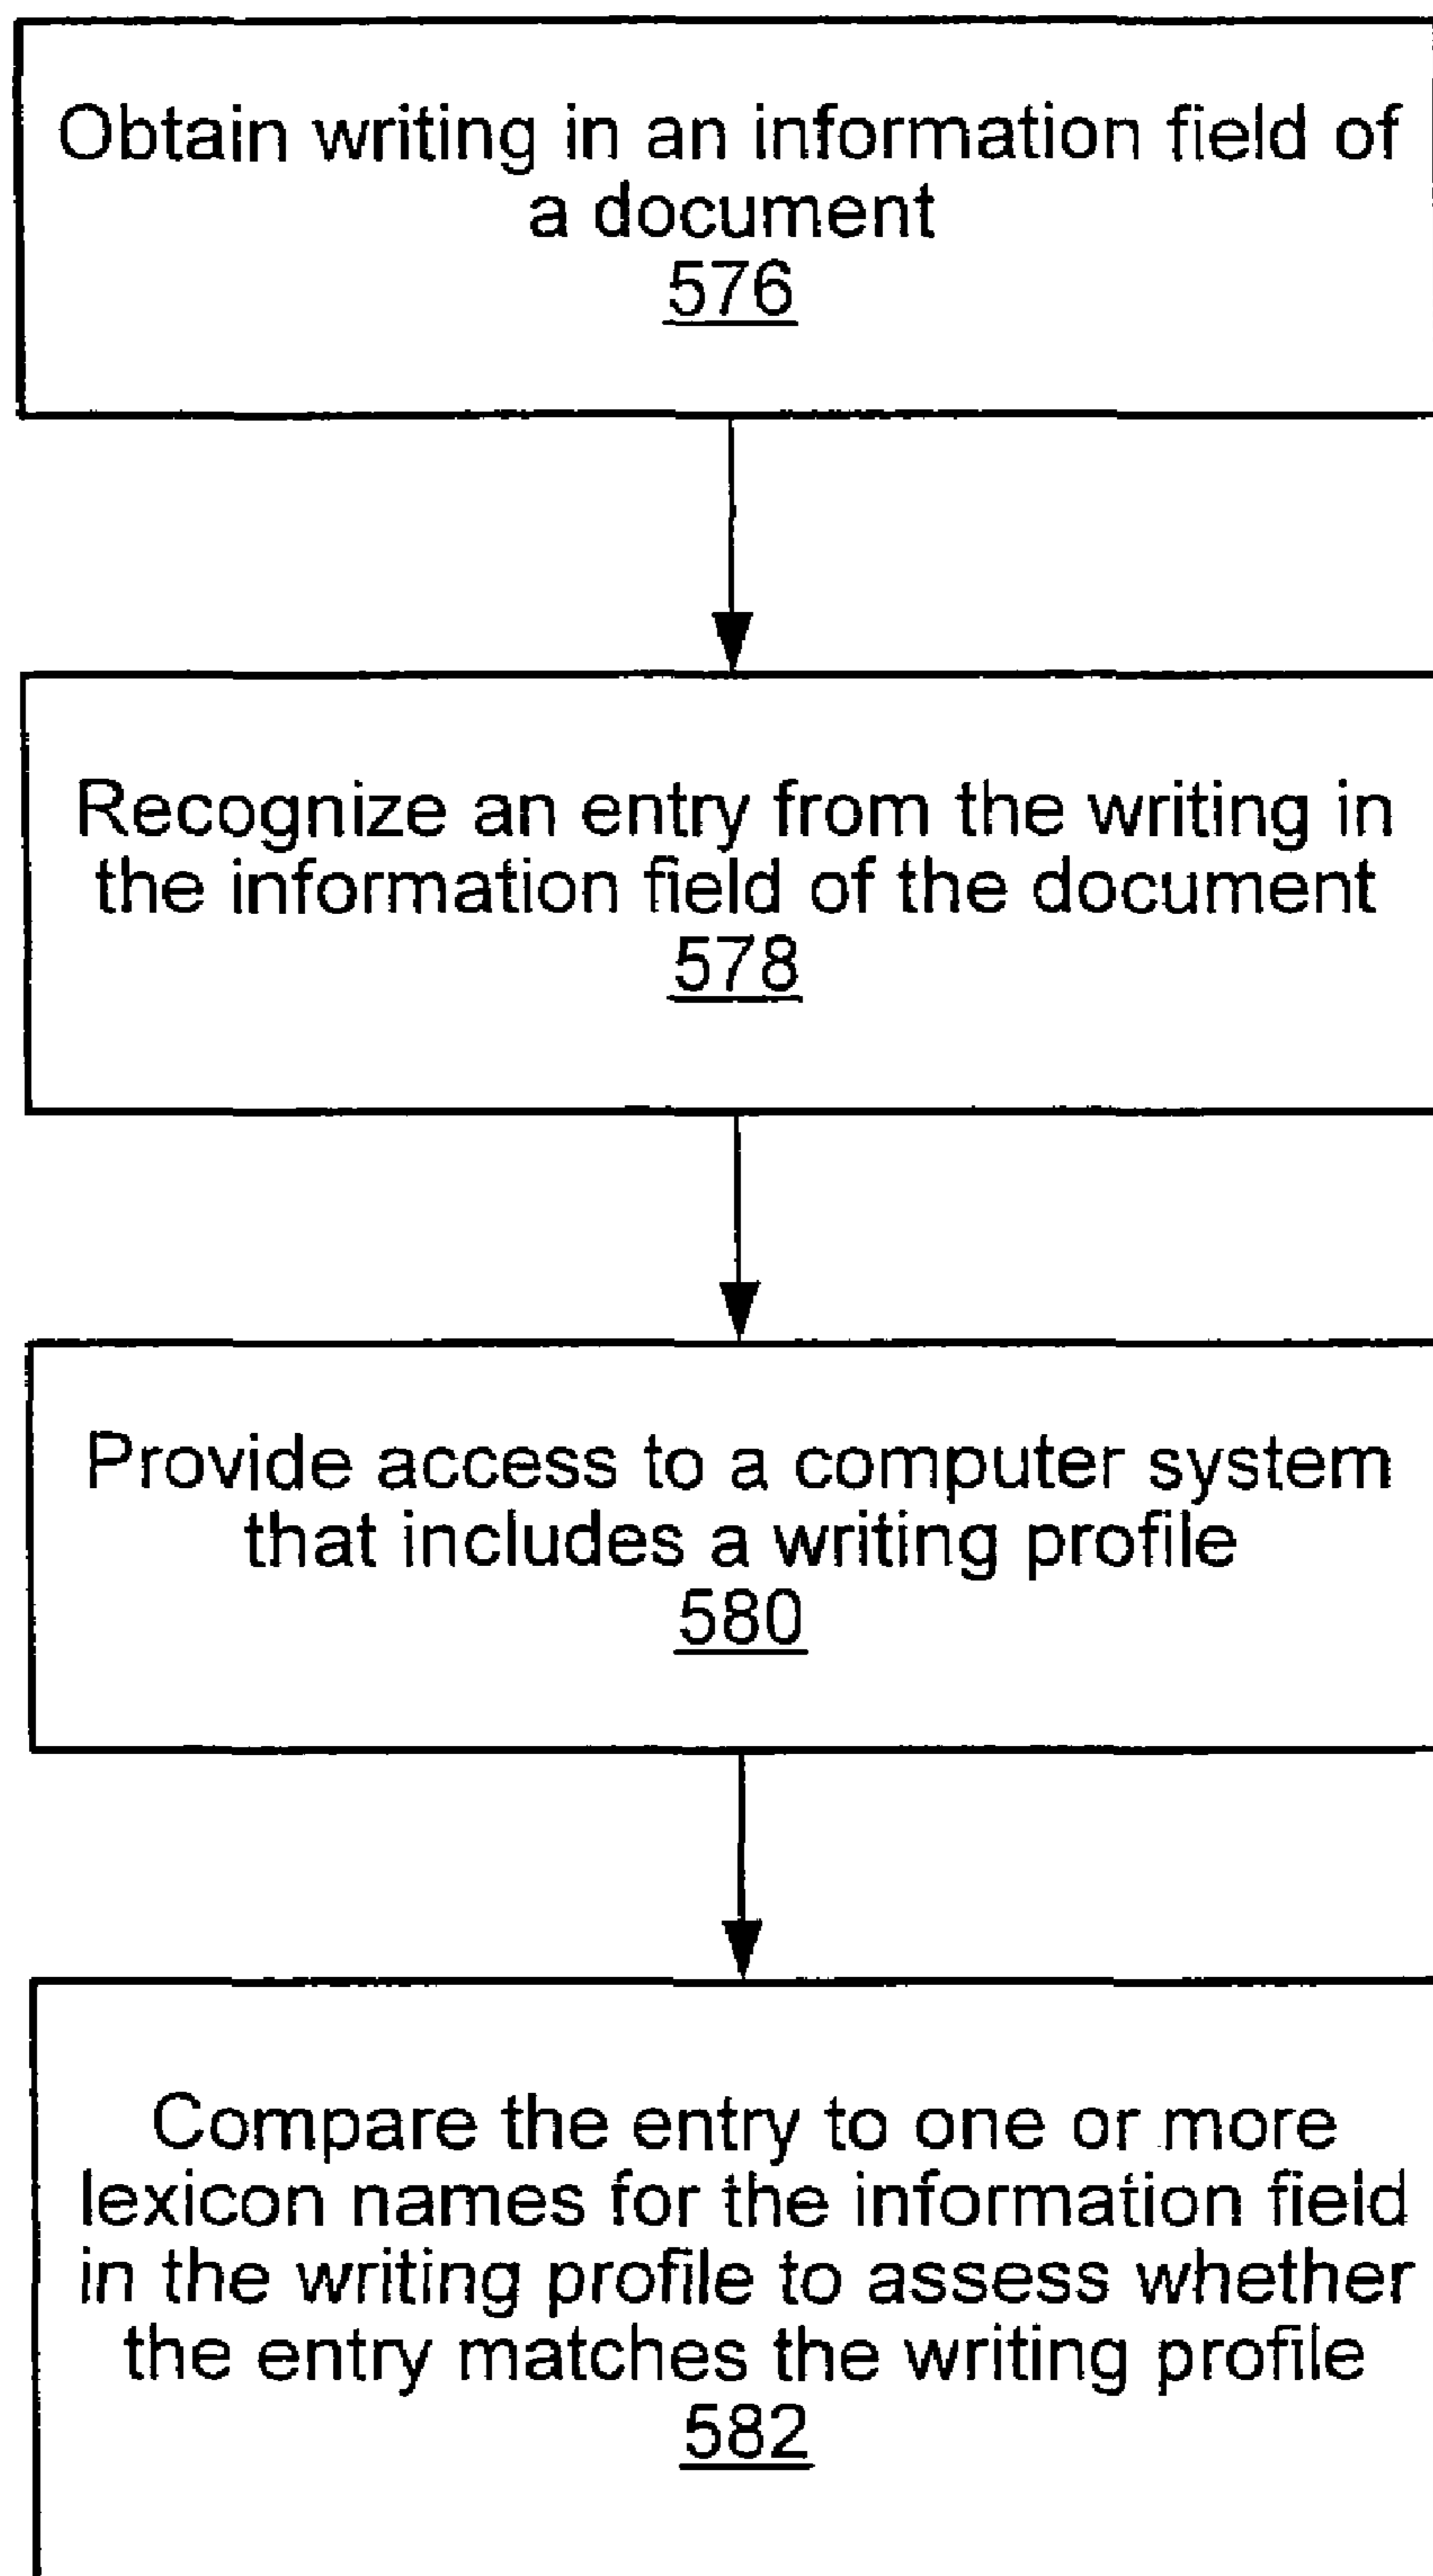 Obtain writing in an information field of
a document
576
Recognize an entry from the writing in
the information field of the document
578
Provide access to a computer system
that includes a writing profile
580
Compare the entry to one or more
lexicon names for the information field
in the writing profile to assess whether
the entry matches the writing profile
582